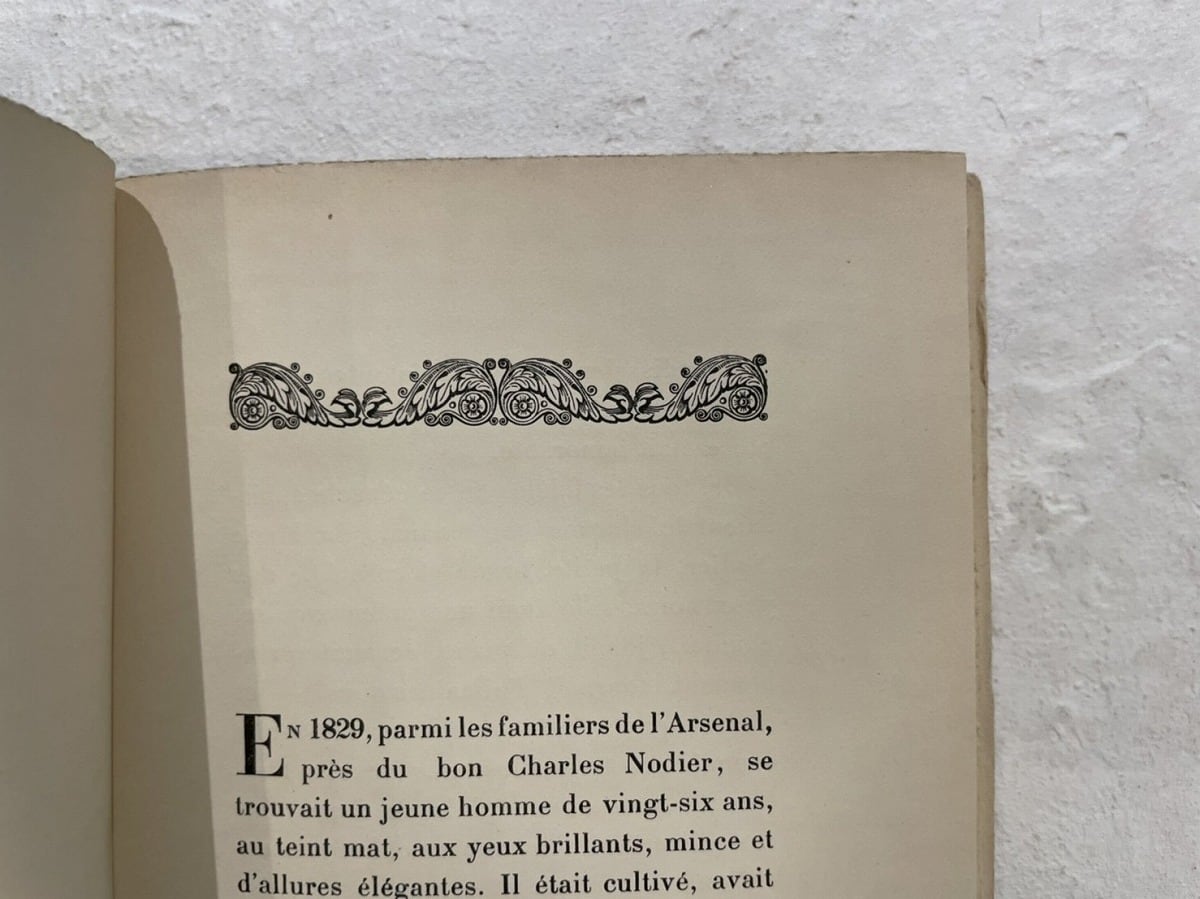 En 1829, parmi les familiers de l'Arsenal,
près du bon Charles Nodier, se
trouvait un jeune homme de vingt-six ans,
au teint mat, aux yeux brillants, mince et
d'allures élégantes. Il était cultivé, avait